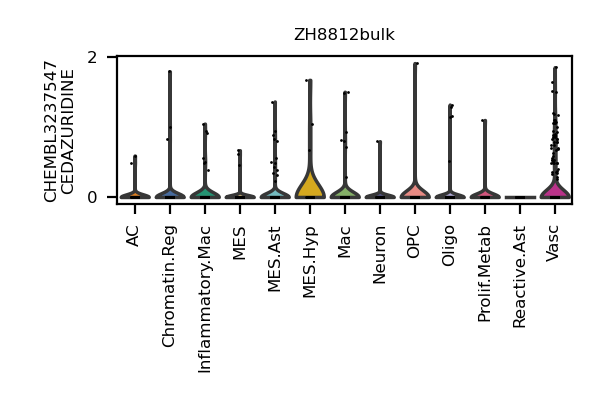 ZH8812bulk
CHEMBL3237547
CEDAZURIDINE
2
0
AC
Chromatin.Reg
Inflammatory.Mac
MES
MES.Ast
MES.Hyp
Mac
Neuron
OPC
Oligo
Prolif.Metab
Reactive.Ast
Vasc